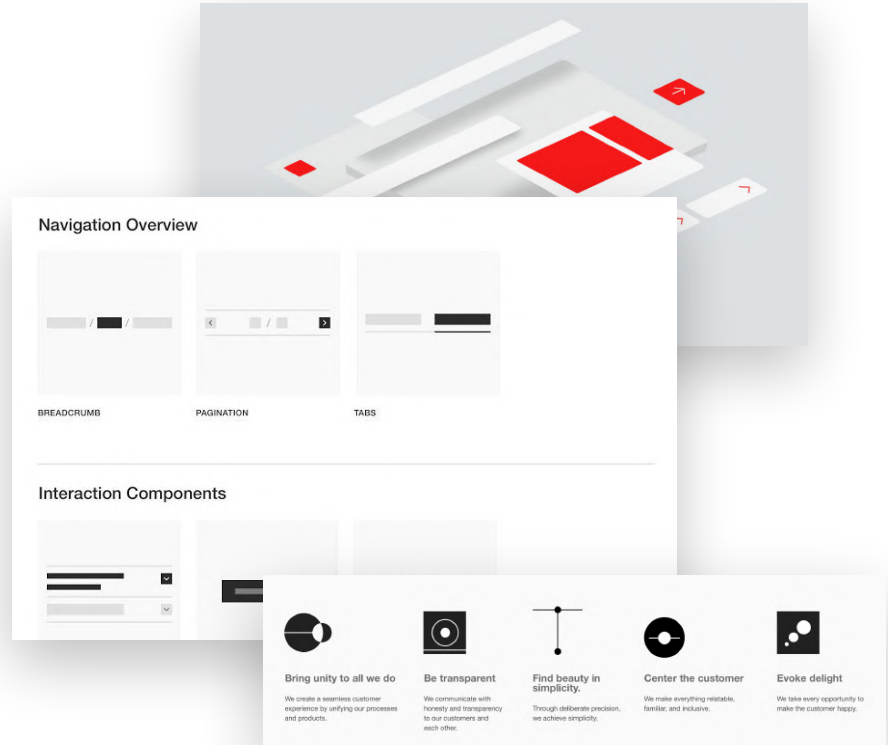 Navigation Overview
/ /
/
BREADCRUMB
PAGINATION
TABS
Interaction Components
Bring unity to all we do
We create a seamless customer
experience by unifying our processes
and products.
Be transparent
We communicate with
honesty and transparency
to our customers and
each other.
Find beauty in
simplicity.
Through deliberate precision,
we achieve simplicity.
Center the customer
We make everything relatable,
familiar, and inclusive.
Evoke delight
We take every opportunity to
make the customer happy.